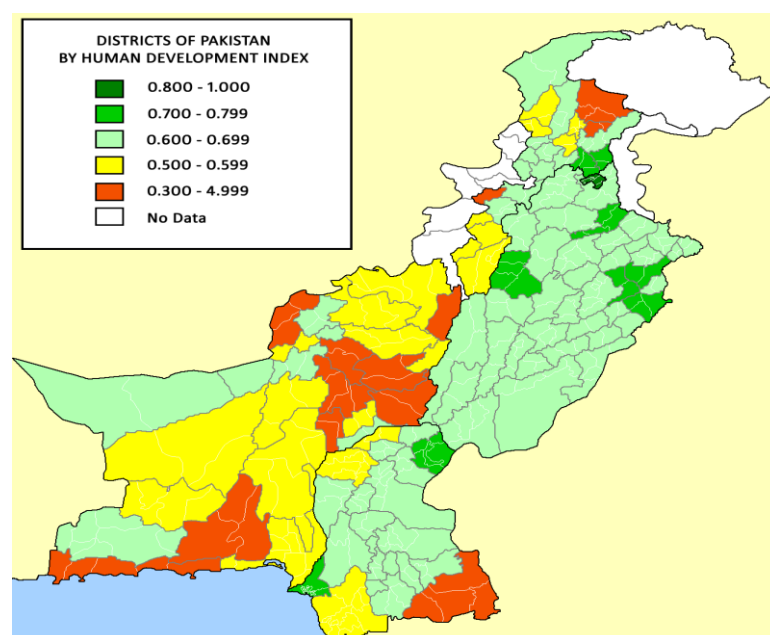 DISTRICTS OF PAKISTAN
BY HUMAN DEVELOPMENT INDEX
0.800 - 1.000
0.700 - 0.799
0.600 - 0.699
0.500 - 0.599
0.300 - 4.999
No Data